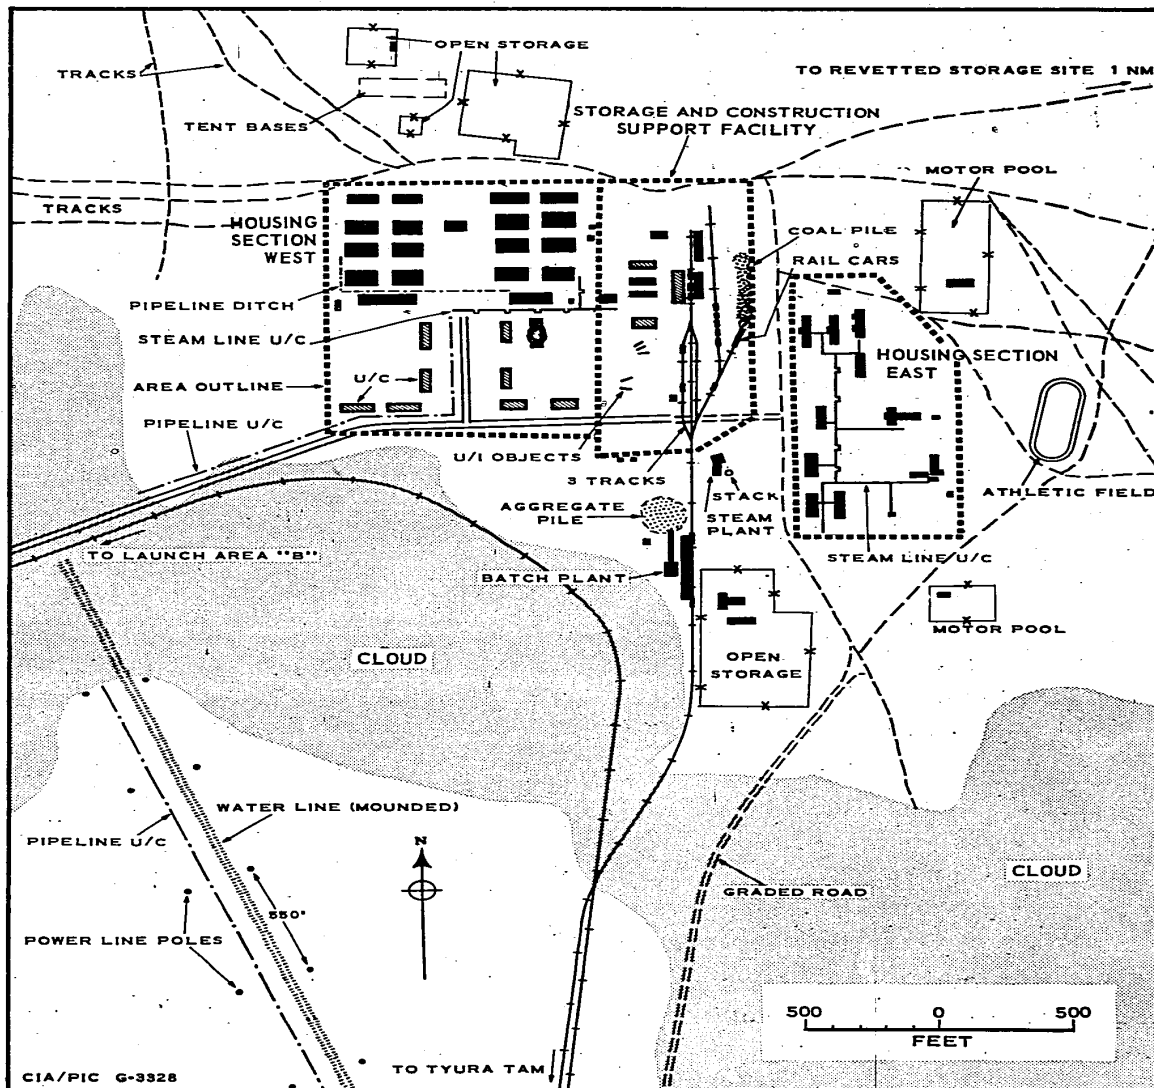 OPEN STORAGE
TRACKS
TO REVETTED STORAGE SITE 1 NM
TENT BASES
STORAGE AND CONSTRUCTION
SUPPORT FACILITY
MOTOR POOL
TRACKS
HOUSING
SECTION
WEST
COAL PILE
RAIL CARS
PIPELINE DITCH
STEAM LINE U/C
HOUSING SECTION
EAST
AREA OUTLINE
U/C
PIPELINE U/C
U/I OBJECTS
3 TRACKS
STACK
STEAM
PLANT
ATHLETIC FIELD
AGGREGATE
PILE
TO LAUNCH AREA "B"
STEAM LINE U/C
BATCH PLANT
MOTOR POOL
CLOUD
OPEN
STORAGE
WATER LINE (MOUNDED)
PIPELINE U/C
N
CLOUD
GRADED ROAD
550'
POWER LINE POLES
500 0 500
FEET
TO TYURA TAM
CIA/PIC G-3328